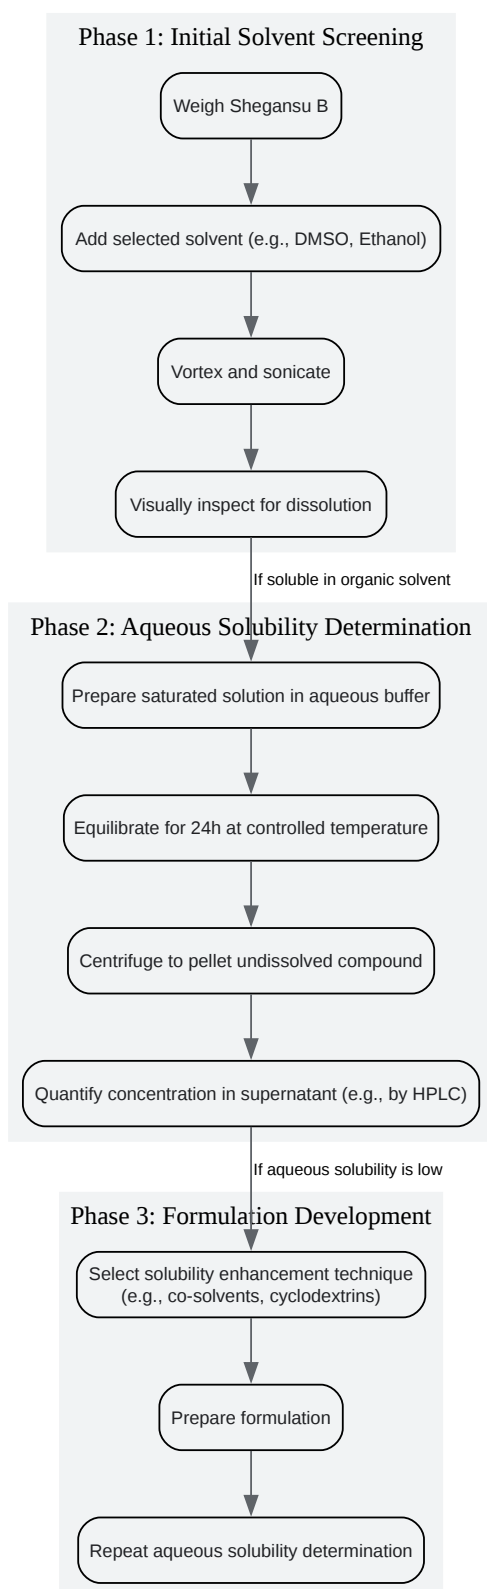 Phase 1: Initial Solvent Screening
Weigh Shegansu B
Add selected solvent (e.g., DMSO, Ethanol)
Vortex and sonicate
Visually inspect for dissolution
If soluble in organic solvent
Phase 2: Aqueous Solubility Determination
Prepare saturated solution in aqueous buffer
Equilibrate for 24h at controlled temperature
Centrifuge to pellet undissolved compound
Quantify concentration in supernatant (e.g., by HPLC)
If aqueous solubility is low
Phase 3: Formulation Development
Select solubility enhancement technique
(e.g., co-solvents, cyclodextrins)
Prepare formulation
Repeat aqueous solubility determination